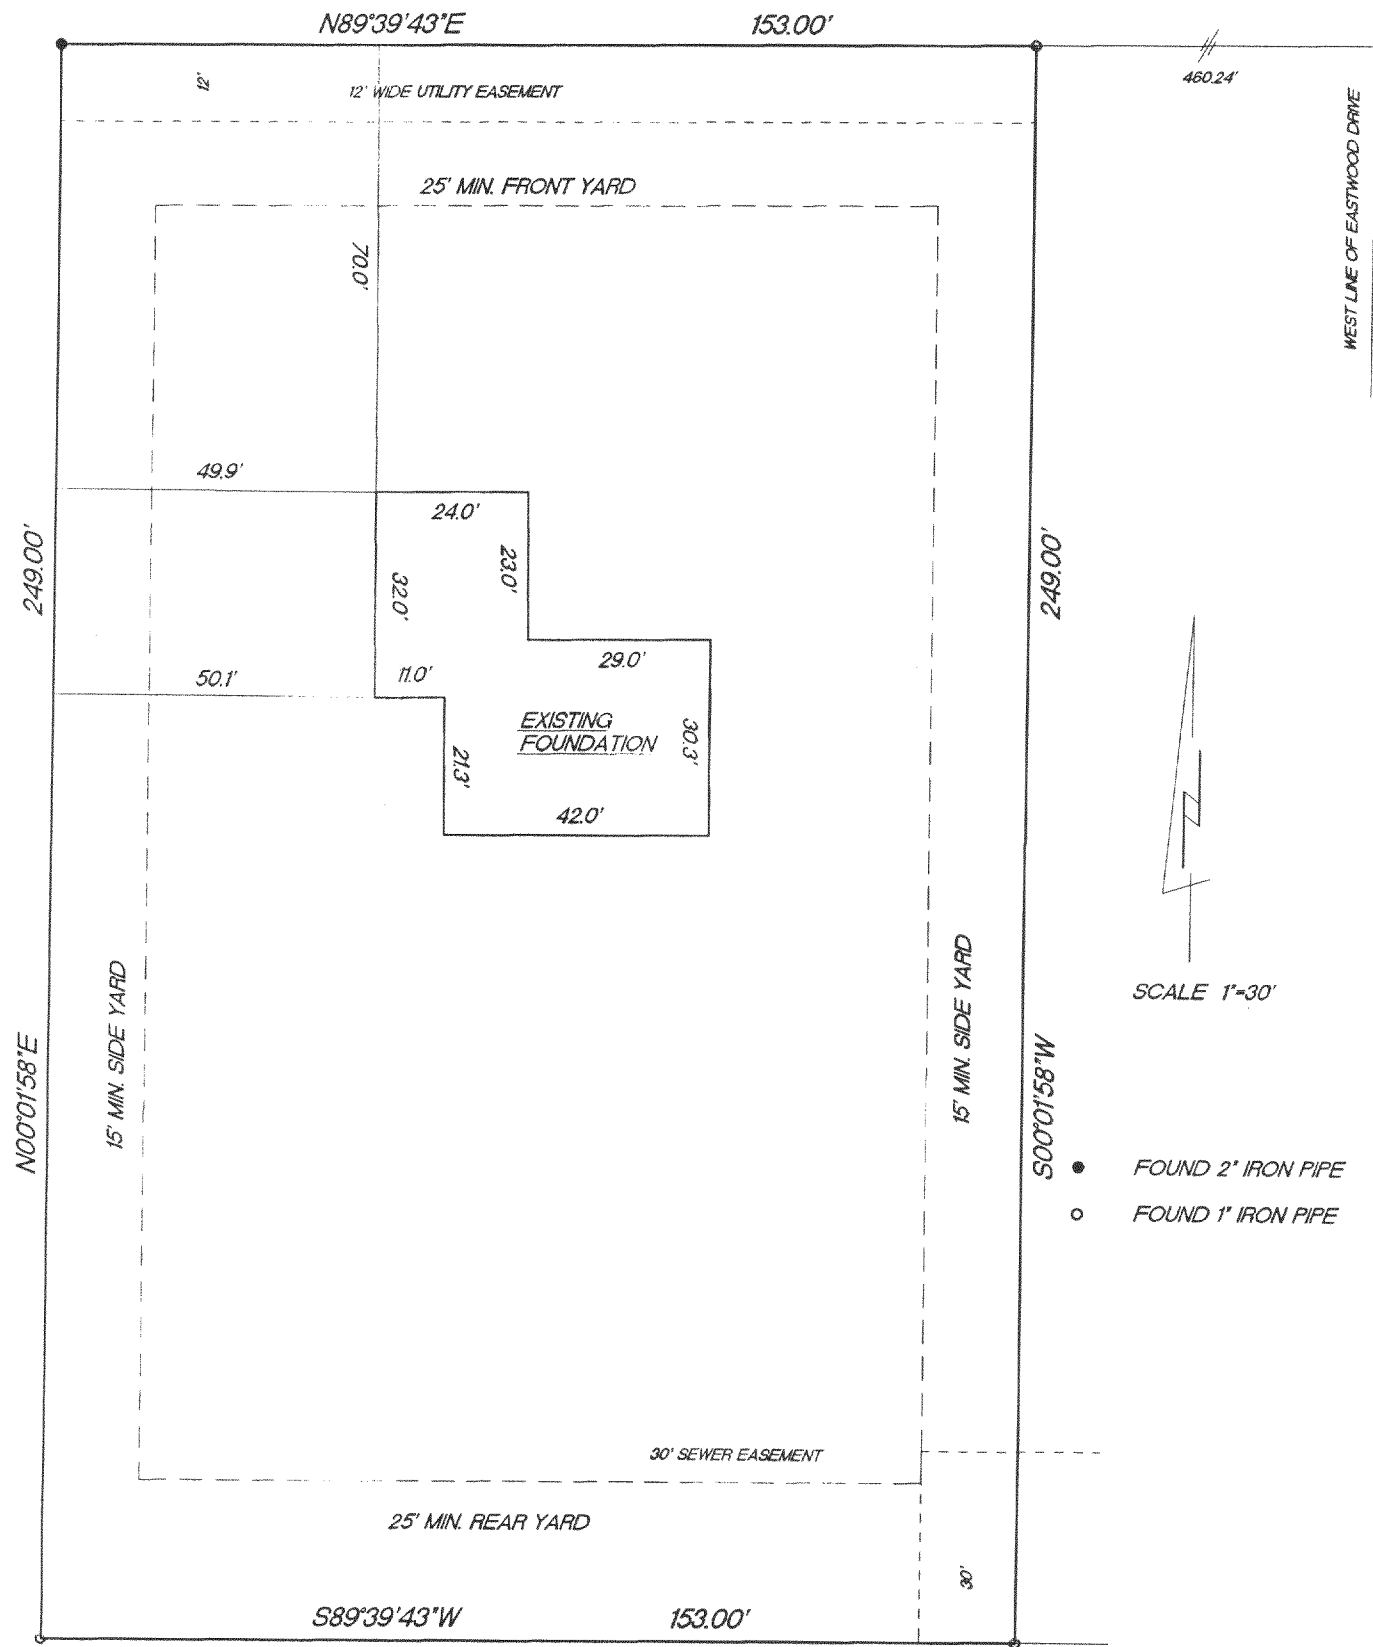 N89°39'43"E 153.00'
460.24'
12'
12' WIDE UTILITY EASEMENT
WEST LINE OF EASTWOOD DRIVE
25' MIN. FRONT YARD
70.0'
49.9'
24.0'
23.0'
249.00'
249.00'
32.0'
29.0'
50.1'
11.0'
EXISTING
FOUNDATION
30.3'
21.3'
42.0'
15' MIN. SIDE YARD
15' MIN. SIDE YARD
SCALE 1"=30'
N00°01'58"E
S00°01'58"W
FOUND 2" IRON PIPE
FOUND 1" IRON PIPE
30' SEWER EASEMENT
25' MIN. REAR YARD
30'
S89°39'43"W 153.00'